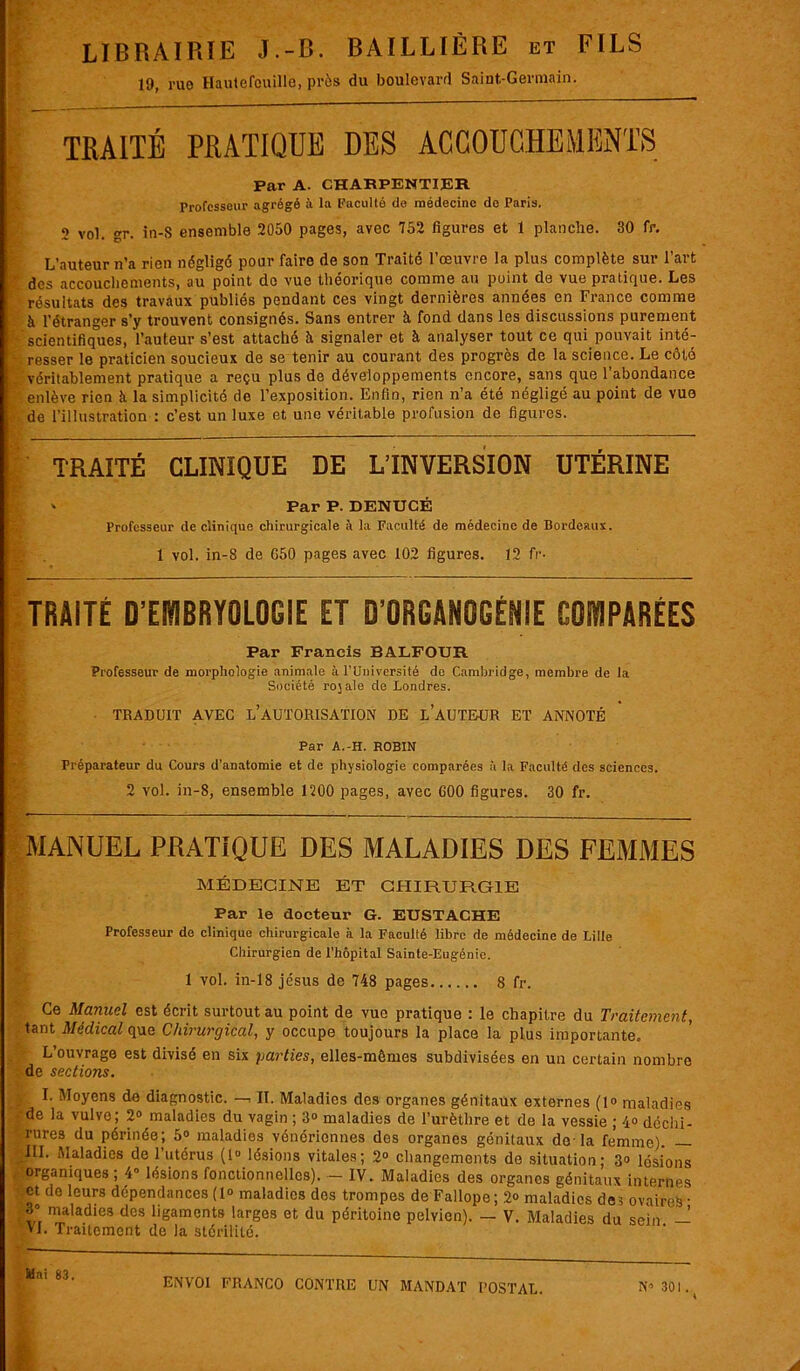 LIBRAIRIE J.-B. BAILLIÈRE ET FILS
19, rue Hautefeuille, près du boulevard Saint-Germain.
TRAITÉ PRATIQUE DES ACCOUCHEMENTS
Par A. CHARPENTIER
Professeur agrégé à la Faculté de médecine de Paris.
2 vol. gr. in-8 ensemble 2050 pages, avec 752 figures et 1 planche. 30 fr.
L'auteur n'a rien négligé pour faire de son Traité l'œuvre la plus complète sur l'art
des accouchements, au point de vue théorique comme au point de vue pratique. Les
résultats des travaux publiés pendant ces vingt dernières années en France comme
à l'étranger s'y trouvent consignés. Sans entrer à fond dans les discussions purement
scientifiques, l'auteur s'est attaché à signaler et à analyser tout ce qui pouvait inté-
resser le praticien soucieux de se tenir au courant des progrès de la science. Le côté
véritablement pratique a reçu plus de développements encore, sans que l'abondance
enlève rien à la simplicité de l'exposition. Enfin, rien n'a été négligé au point de vue
de l'illustration : c'est un luxe et une véritable profusion de figures.
TRAITÉ CLINIQUE DE L'INVERSION UTÉRINE
Par P. DENUCÉ
Professeur de clinique chirurgicale à la Faculté de médecine de Bordeaux.
1 vol. in-8 de 650 pages avec 102 figures. 12 fr.
TRAITÉ D'EMBRYOLOGIE ET D'ORGANOGÉNIE COMPARÉES
Par Francis BALFOUR
Professeur de morphologie animale à l'Université de Cambridge, membre de la
Société royale de Londres.
TRADUIT AVEC L'AUTORISATION DE L'AUTEUR ET ANNOTÉ
Par A.-H. ROBIN
Préparateur du Cours d'anatomie et de physiologie comparées à la Faculté des sciences.
2 vol. in-8, ensemble 1200 pages, avec 600 figures. 30 fr.
MANUEL PRATIQUE DES MALADIES DES FEMMES
MÉDECINE ET CHIRURGIE
Par le docteur G. EUSTACHE
Professeur de clinique chirurgicale à la Faculté libre de médecine de Lille
Chirurgien de l'hôpital Sainte-Eugénie.
1 vol. in-18 jésus de 748 pages...... 8 fr.
Ce Manuel est écrit surtout au point de vue pratique : le chapitre du Traitement,
tant Médical que Chirurgical, y occupe toujours la place la plus importante.
L'ouvrage est divisé en six parties, elles-mêmes subdivisées en un certain nombre
de sections.
I. Moyens de diagnostic. — II. Maladies des organes génitaux externes (1º maladies
de la vulve; 2º maladies du vagin ; 3º maladies de l'urèthre et de la vessie ; 4º déchi-
rures du périnée; 5º maladies vénériennes des organes génitaux de la femme). —
III. Maladies de l'utérus (1º lésions vitales; 2º changements de situation; 3º lésions
organiques ; 4º lésions fonctionnelles). — IV. Maladies des organes génitaux internes
et de leurs dépendances (1º maladies des trompes de Fallope; 2º maladies des ovaires;
3º maladies des ligaments larges et du péritoine pelvien). — V. Maladies du sein. —
VI. Traitement de la stérilité.
Mai 83.
ENVOI FRANCO CONTRE UN MANDAT POSTAL.
Nº 301.